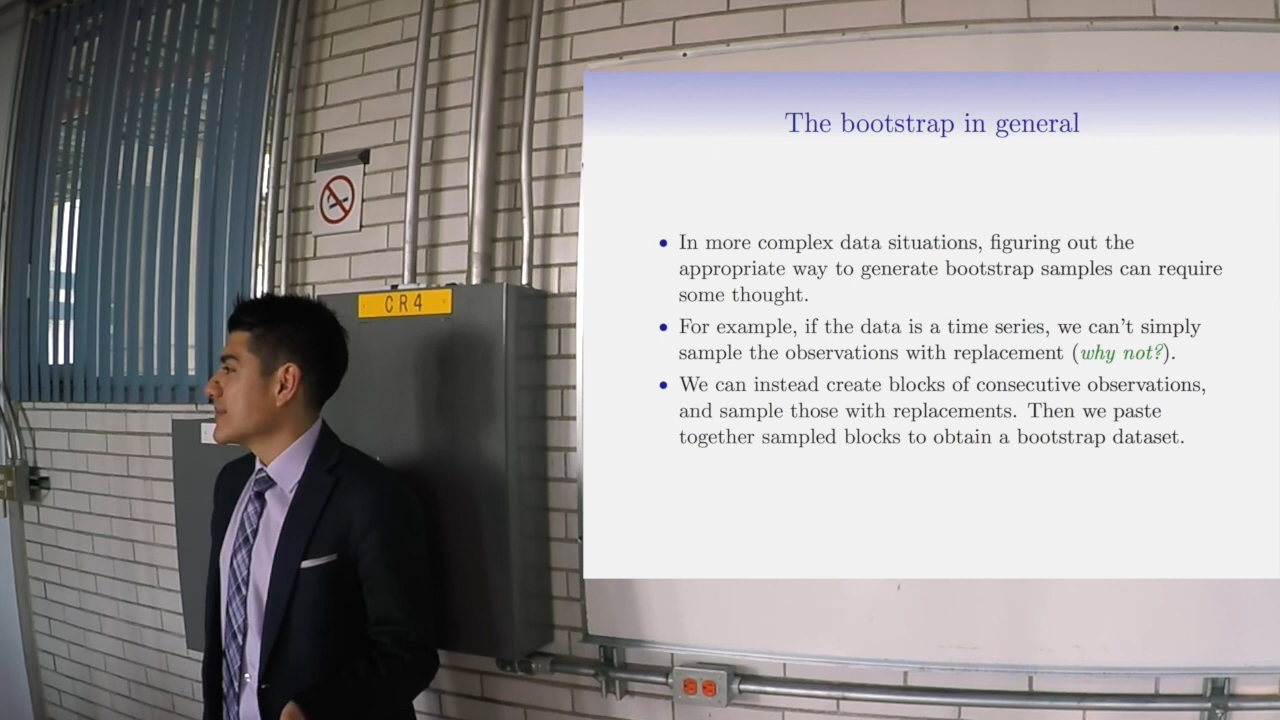 CR4
The bootstrap in general
• In more complex data situations, figuring out the
appropriate way to generate bootstrap samples can require
some thought.
• For example, if the data is a time series, we can't simply
sample the observations with replacement (why not?).
• We can instead create blocks of consecutive observations,
and sample those with replacements. Then we paste
together sampled blocks to obtain a bootstrap dataset.